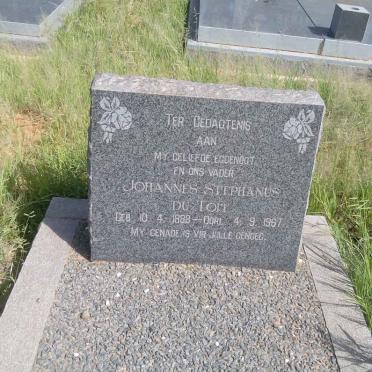 TER GEDAGTENIS
AAN
MY GELIEFDE EGGENOOT
EN ONS VADER
JOHANNES STEPHANUS
DU TOIT
GEB. 10. 4. 1898 – OORL. 4. 9. 1967
MY GENADE IS VIR JULLE GENOEG.